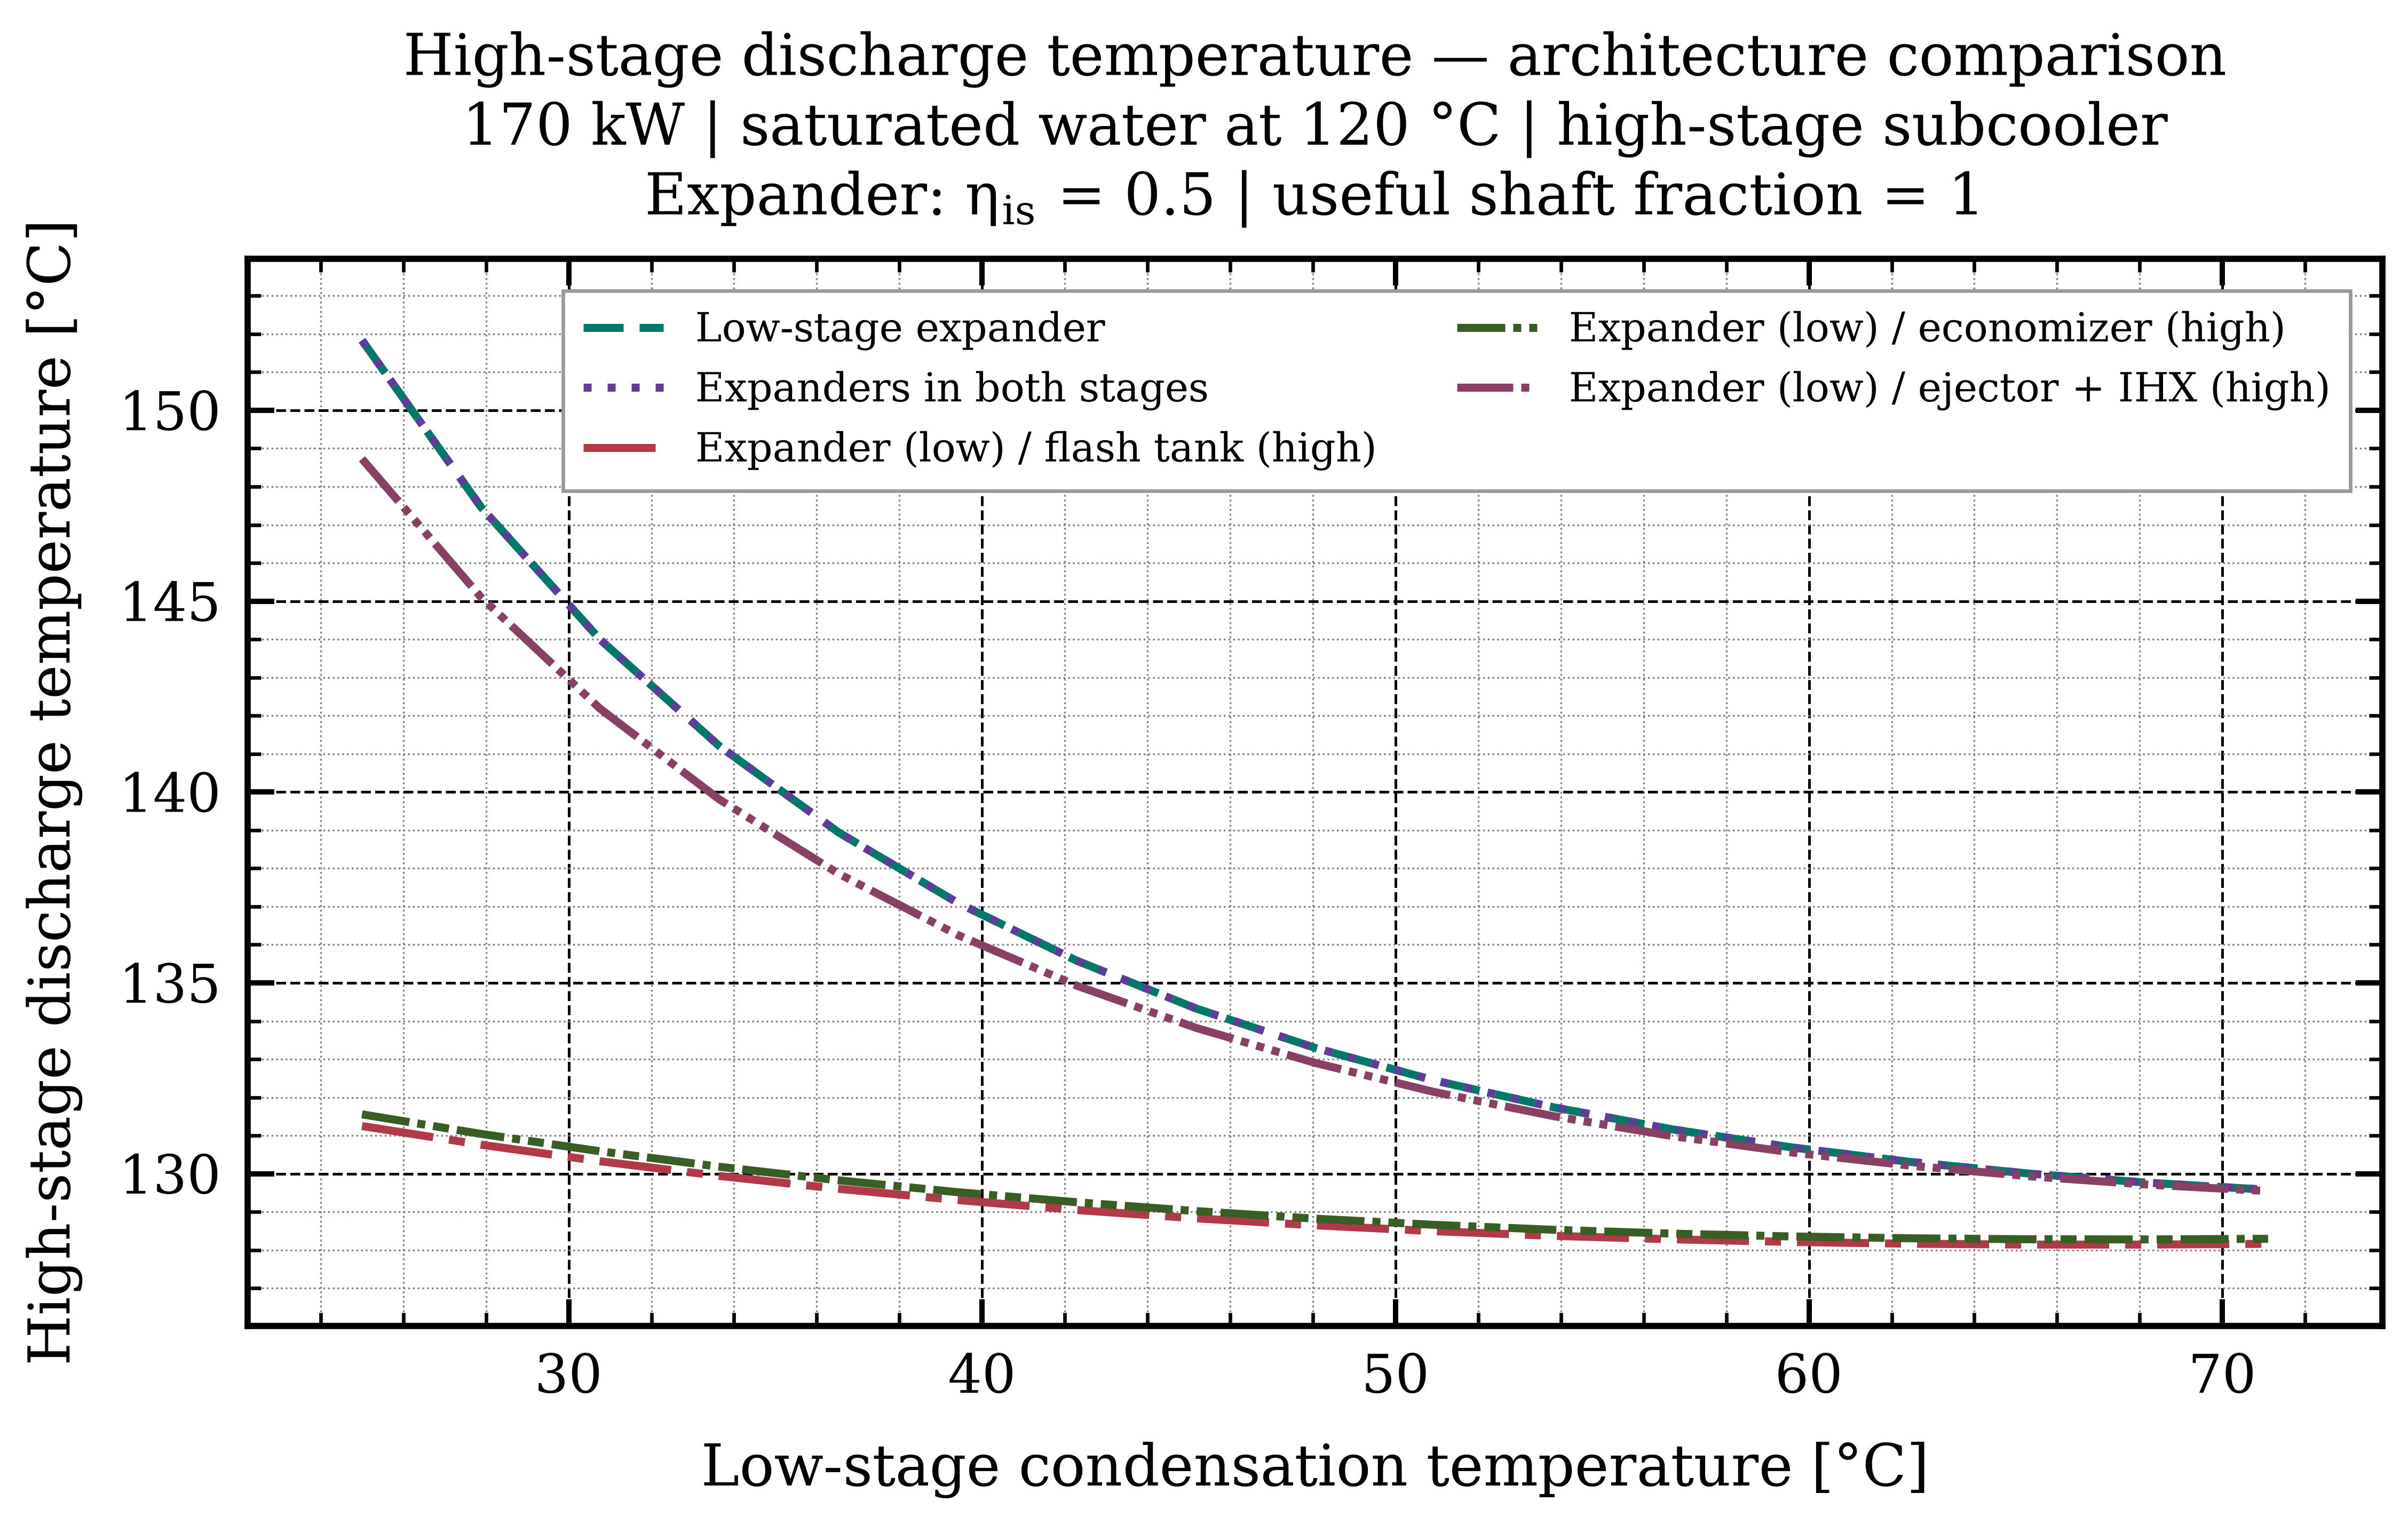 High-stage discharge temperature — architecture comparison
170 kW | saturated water at 120 °C | high-stage subcooler
Expander: ηis = 0.5 | useful shaft fraction = 1
High-stage discharge temperature [°C]
Low-stage expander
Expanders in both stages
Expander (low) / flash tank (high)
Expander (low) / economizer (high)
Expander (low) / ejector + IHX (high)
150
145
140
135
130
30 40 50 60 70
Low-stage condensation temperature [°C]